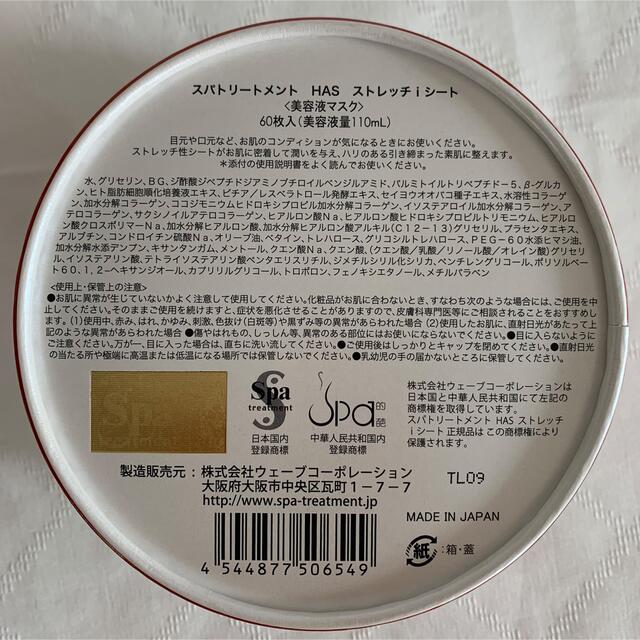 スパトリートメント　HAS　ストレッチｉシート
〈美容液マスク〉
60枚入(美容液量110mL)
目元や口元など、お肌のコンディションが気になるときにお使いください。
ストレッチ性シートがお肌に密着して潤いを与え、ハリのある引き締まった素肌に整えます。
＊添付の使用説明書をよく読んでお使いください。
水、グリセリン、BG、ジ酢酸ジペプチドジアミノブチロイルベンジルアミド、パルミトイルトリペプチドー5、β-グルカ
ン、ヒト脂肪細胞順化培養液エキス、ビチアノレスベラトロール発酵エキス、セイヨウオオバコ種子エキス、水溶性コラーゲ
ン、加水分解コラーゲン、ココジモニウムヒドロキシプロピル加水分解コラーゲン、イソステアロイル加水分解コラーゲン、ア
テロコラーゲン、サクシノイルアテロコラーゲン、ヒアルロン酸Na、ヒアルロン酸ヒドロキシプロピルトリモニウム、ヒアルロ
ン酸クロスポリマーNa、加水分解ヒアルロン酸、加水分解ヒアルロン酸アルキル(C12－13)グリセリル、プラセンタエキス、
アルブチン、コンドロイチン硫酸Na、オリーブ油、ベタイン、トレハロース、グリコシルトレハロース、PEG－60水添ヒマシ油、
加水分解水添デンプン、キサンタンガム、メントール、クエン酸Na、クエン酸、(クエン酸／乳酸／リノール酸／オレイン酸)グリセリ
ル、イソステアリン酸、テトライソステアリン酸ペンタエリスリチル、ジメチルシリル化シリカ、ペンチレングリコール、ポリソルベー
ト60、1,2－ヘキサンジオール、カプリリルグリコール、トロポロン、フェノキシエタノール、メチルパラベン
〈使用上・保管上の注意〉
●お肌に異常が生じていないかよく注意して使用してください。化粧品がお肌に合わないとき、すなわち次のような場合には、ご使用を中
止してください。そのままご使用を続けますと、症状を悪化させることがありますので、皮膚科専門医等にご相談されることをおすすめし
ます。(1)使用中、赤み、はれ、かゆみ、刺激、色抜け(白斑等)や黒ずみ等の異常があらわれた場合 (2)使用したお肌に、直射日光があたって上
記のような異常があらわれた場合 ●傷やはれもの、しっしん等、異常のある部位にはお使いにならないでください。●目に入らないように
ご注意ください。万が一、目に入った場合は、直ちに洗い流してください。●ご使用後はしっかりとキャップを閉めてください。●直射日光
の当たる所や極端に高温または低温になる場所では保管しないでください。●乳幼児の手の届かないところに保管してください。
Spa
treatment
日本国内
登録商標
spa的葩
中華人民共和国内
登録商標
株式会社ウェーブコーポレーションは
日本国と中華人民共和国にて左記の
商標権を取得しています。
スパトリートメント HAS ストレッチ
ｉシート 正規品は この商標権により
保護されます。
製造販売元：株式会社ウェーブコーポレーション
大阪府大阪市中央区瓦町1－7－7
http://www.spa-treatment.jp
TL09
MADE IN JAPAN
紙：箱・蓋
4 544877 506549